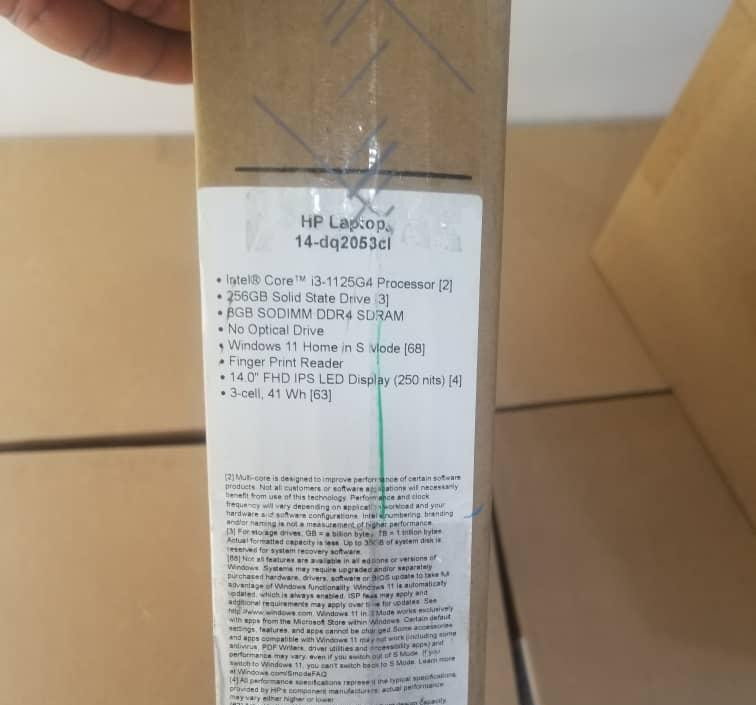 HP Laptop
14-dq2053cl
• Intel® Core™ i3-1125G4 Processor [2]
• 256GB Solid State Drive [3]
• 8GB SODIMM DDR4 SDRAM
• No Optical Drive
• Windows 11 Home in S Mode [68]
• Finger Print Reader
• 14.0" FHD IPS LED Display (250 nits) [4]
• 3-cell, 41 Wh [63]
[2] Multi-core is designed to improve performance of certain software
products. Not all customers or software applications will necessarily
benefit from use of this technology. Performance and clock
frequency will vary depending on application workload and your
hardware and software configurations. Intel's numbering, branding
and/or naming is not a measurement of higher performance.
[3] For storage drives, GB = a billion bytes. TB = 1 trillion bytes.
Actual formatted capacity is less. Up to of system disk is
reserved for system recovery software.
[68] Not all features are available in all editions or versions of
Windows. Systems may require upgraded and/or separately
purchased hardware, drivers, software or BIOS update to take full
advantage of Windows functionality. Windows 11 is automatically
updated, which is always enabled. ISP fees may apply and
additional requirements may apply over time for updates. See
http://www.windows.com. Windows 11 in S Mode works exclusively
with apps from the Microsoft Store within Windows. Certain default
settings, features, and apps cannot be changed. Some accessories
and apps compatible with Windows 11 may not work (including some
antivirus, PDF Writers, driver utilities and accessibility apps) and
performance may vary, even if you switch out of S Mode. If you
switch to Windows 11, you can't switch back to S Mode. Learn more
at Windows.com/SmodeFAQ
[4] All performance specifications represent the typical specifications
provided by HP's component manufacturers; actual performance
may vary either higher or lower.
Capacity